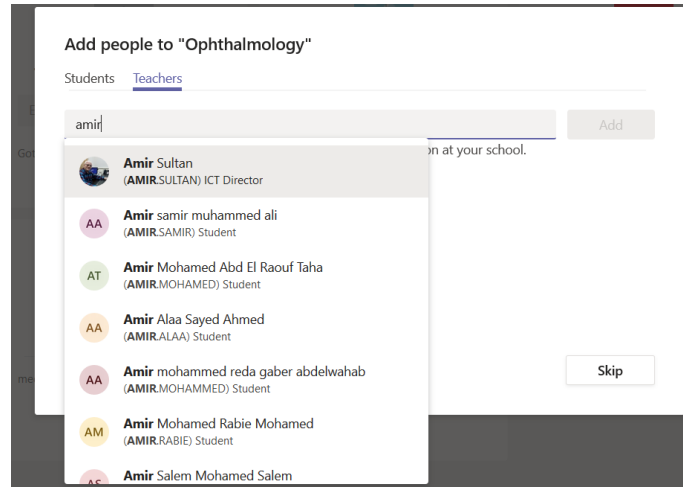 Add people to "Ophthalmology"
Students Teachers
amir Add
on at your school.
Amir Sultan
(AMIR.SULTAN) ICT Director
AA Amir samir muhammed ali
(AMIR.SAMIR) Student
AT Amir Mohamed Abd El Raouf Taha
(AMIR.MOHAMED) Student
AA Amir Alaa Sayed Ahmed
(AMIR.ALAA) Student
AA Amir mohammed reda gaber abdelwahab
(AMIR.MOHAMMED) Student
Skip
AM Amir Mohamed Rabie Mohamed
(AMIR.RABIE) Student
AS Amir Salem Mohamed Salem